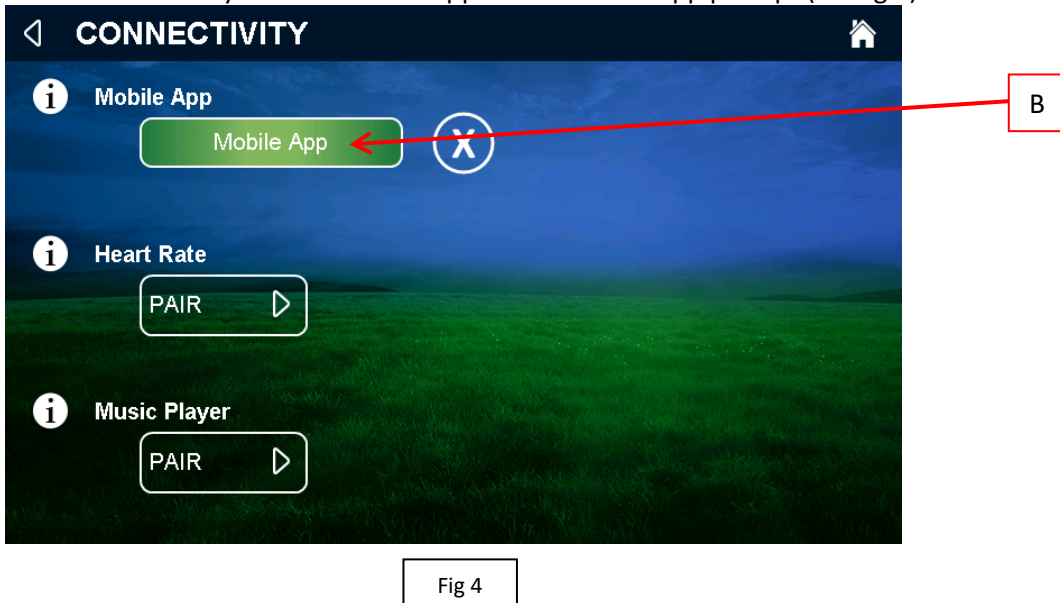 CONNECTIVITY
i Mobile App
Mobile App X
B
i Heart Rate
PAIR
i Music Player
PAIR
Fig 4